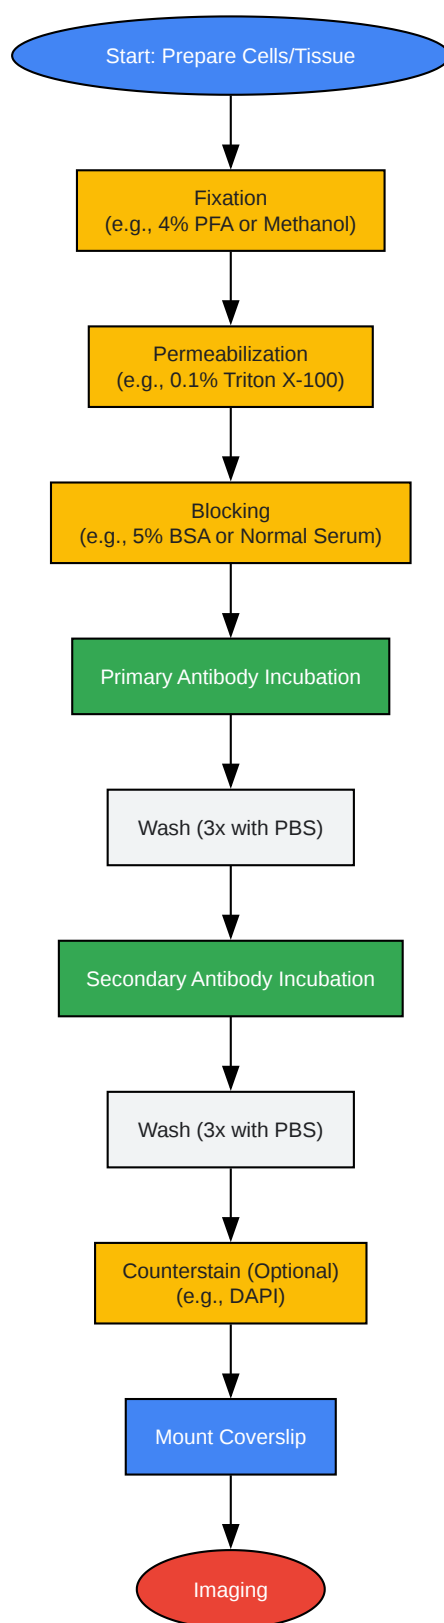 Start: Prepare Cells/Tissue
Fixation
(e.g., 4% PFA or Methanol)
Permeabilization
(e.g., 0.1% Triton X-100)
Blocking
(e.g., 5% BSA or Normal Serum)
Primary Antibody Incubation
Wash (3x with PBS)
Secondary Antibody Incubation
Wash (3x with PBS)
Counterstain (Optional)
(e.g., DAPI)
Mount Coverslip
Imaging